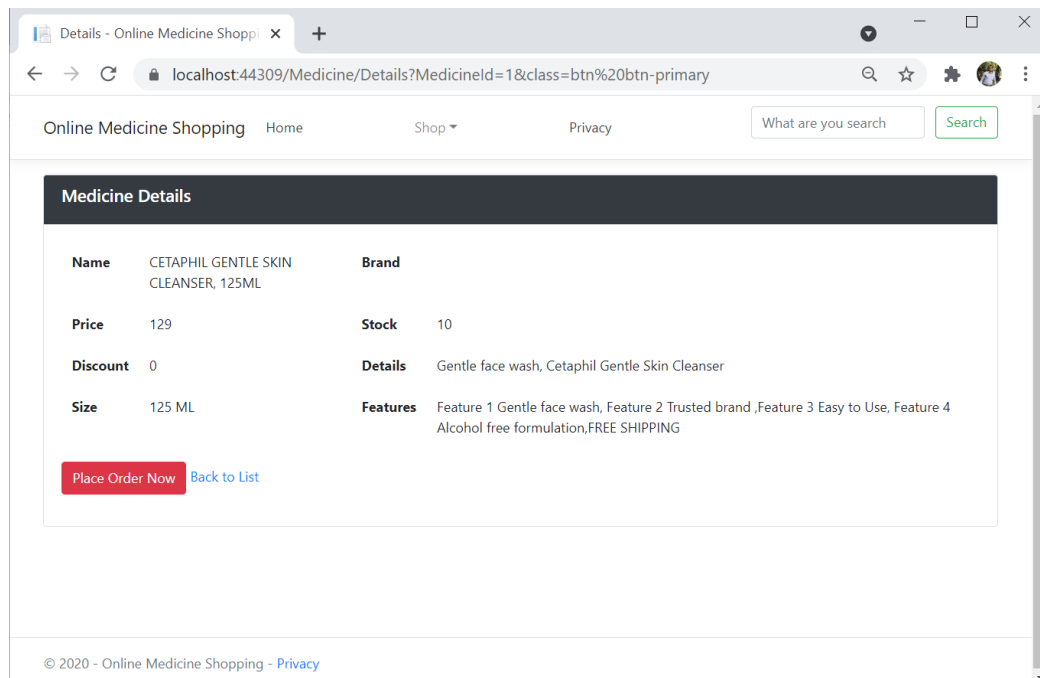 Details - Online Medicine Shopp
localhost:44309/Medicine/Details?MedicineId=1&class=btn%20btn-primary
Online Medicine Shopping Home Shop Privacy What are you search Search
Medicine Details
Name CETAPHIL GENTLE SKIN Brand
CLEANSER, 125ML
Price 129 Stock 10
Discount 0 Details Gentle face wash, Cetaphil Gentle Skin Cleanser
Size 125 ML Features Feature 1 Gentle face wash, Feature 2 Trusted brand ,Feature 3 Easy to Use, Feature 4
Alcohol free formulation,FREE SHIPPING
Place Order Now Back to List
© 2020 - Online Medicine Shopping - Privacy